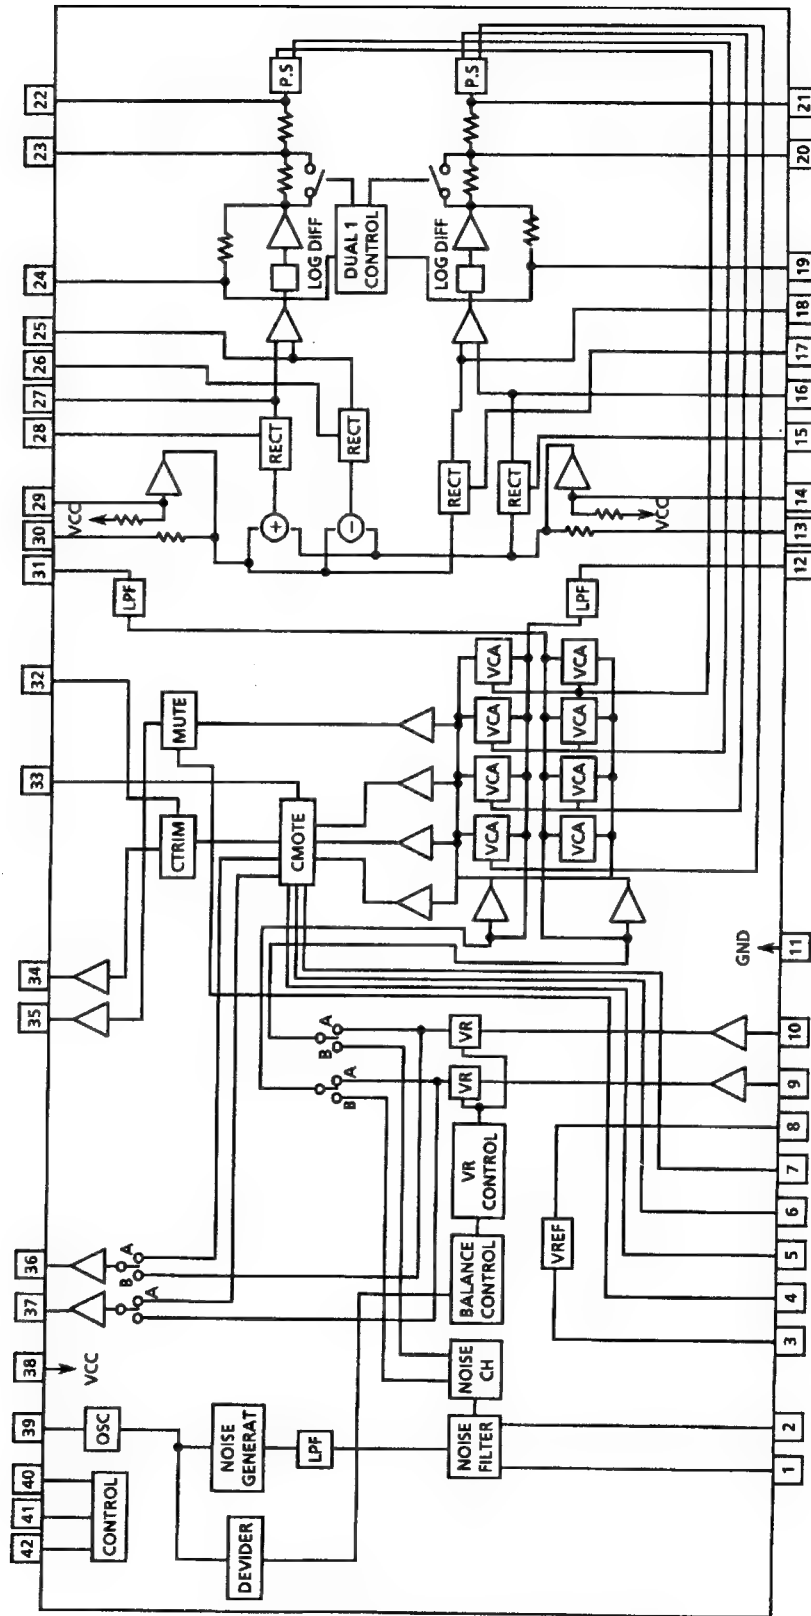 42 41 40 39 38 37 36 35 34 33 32 31 30 29 28 27 26 25 24 23 22
CONTROL
OSC
VCC
VCC
LPF
A
B
A
CTRIM
MUTE
DEVIDER
NOISE
GENERAT
LPF
RECT
RECT
+
−
P.S
LOG DIFF
CMOTE
A
B
A
B
DUAL 1
CONTROL
NOISE
FILTER
NOISE
CH
BALANCE
CONTROL
VR
CONTROL
VR
VR
VCA VCA VCA VCA
VCA VCA VCA VCA
RECT
RECT
LOG DIFF
P.S
VREF
LPF
VCC
GND
1 2 3 4 5 6 7 8 9 10 11 12 13 14 15 16 17 18 19 20 21